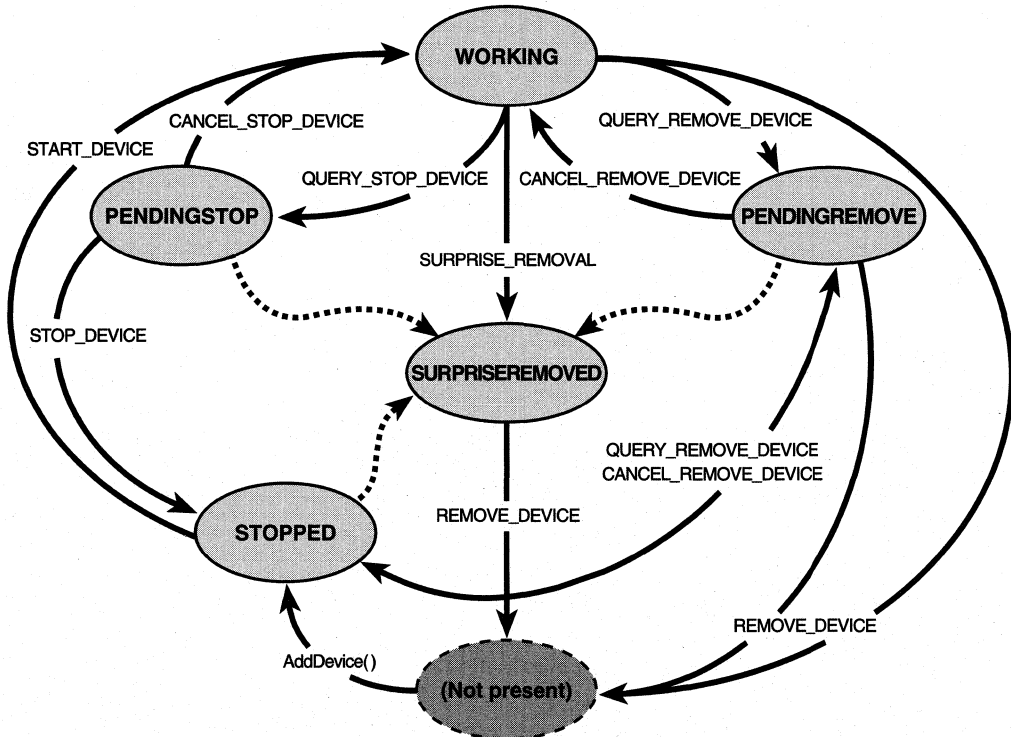 WORKING
CANCEL_STOP_DEVICE
QUERY_REMOVE_DEVICE
START_DEVICE
QUERY_STOP_DEVICE
CANCEL_REMOVE_DEVICE
PENDINGSTOP
PENDINGREMOVE
SURPRISE_REMOVAL
STOP_DEVICE
SURPRISEREMOVED
QUERY_REMOVE_DEVICE
CANCEL_REMOVE_DEVICE
REMOVE_DEVICE
STOPPED
REMOVE_DEVICE
AddDevice()
(Not present)